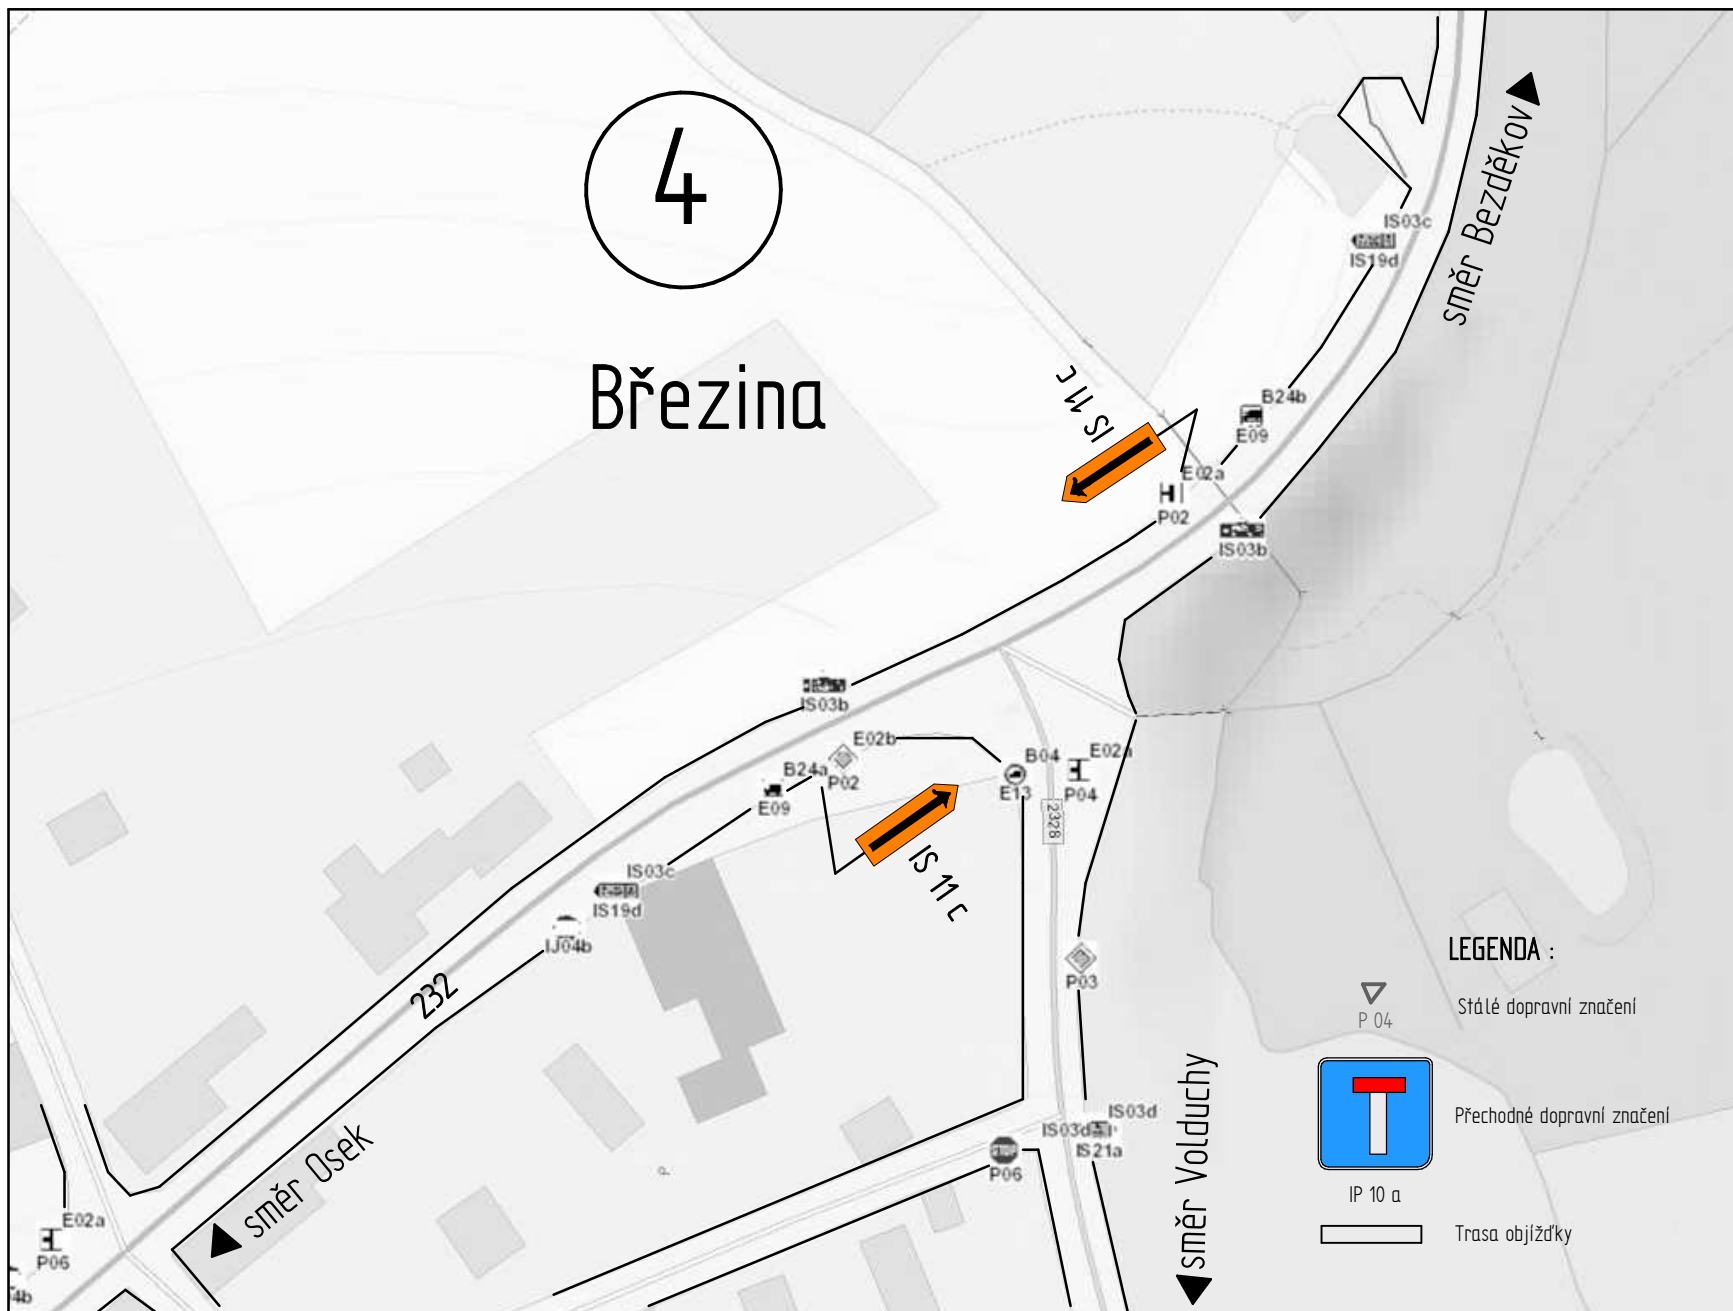 4
Březina
směr Bezděkov
IS03c
IS19d
IS 11 c
B24b
E09
E02a
P02
IS03b
IS03b
E02b
B24a
P02
E09
B04
E13
E02a
P04
2328
IS 11 c
IS03c
IS19d
IJ04b
232
P03
LEGENDA :
P 04
Stálé dopravní značení
Přechodné dopravní značení
IP 10 a
Trasa objížďky
směr Volduchy
IS03d
IS03d
IS21a
STOP
P06
P
směr Osek
E02a
P06
4b